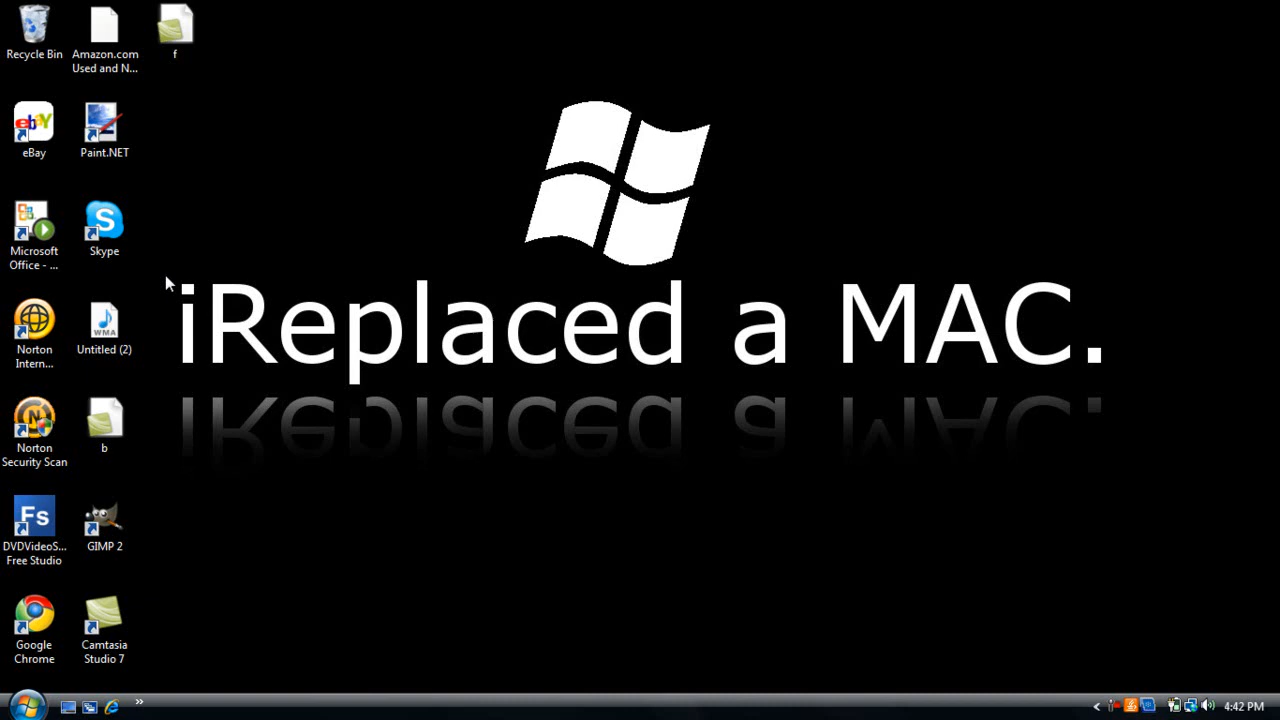 Recycle Bin
Amazon.com
Used and N...
f
eBay
Paint.NET
Microsoft
Office - ...
Skype
Norton
Intern...
WMA
Untitled (2)
Norton
Security Scan
b
Fs
DVDVideoS...
Free Studio
GIMP 2
Google
Chrome
Camtasia
Studio 7
iReplaced a MAC.
4:42 PM